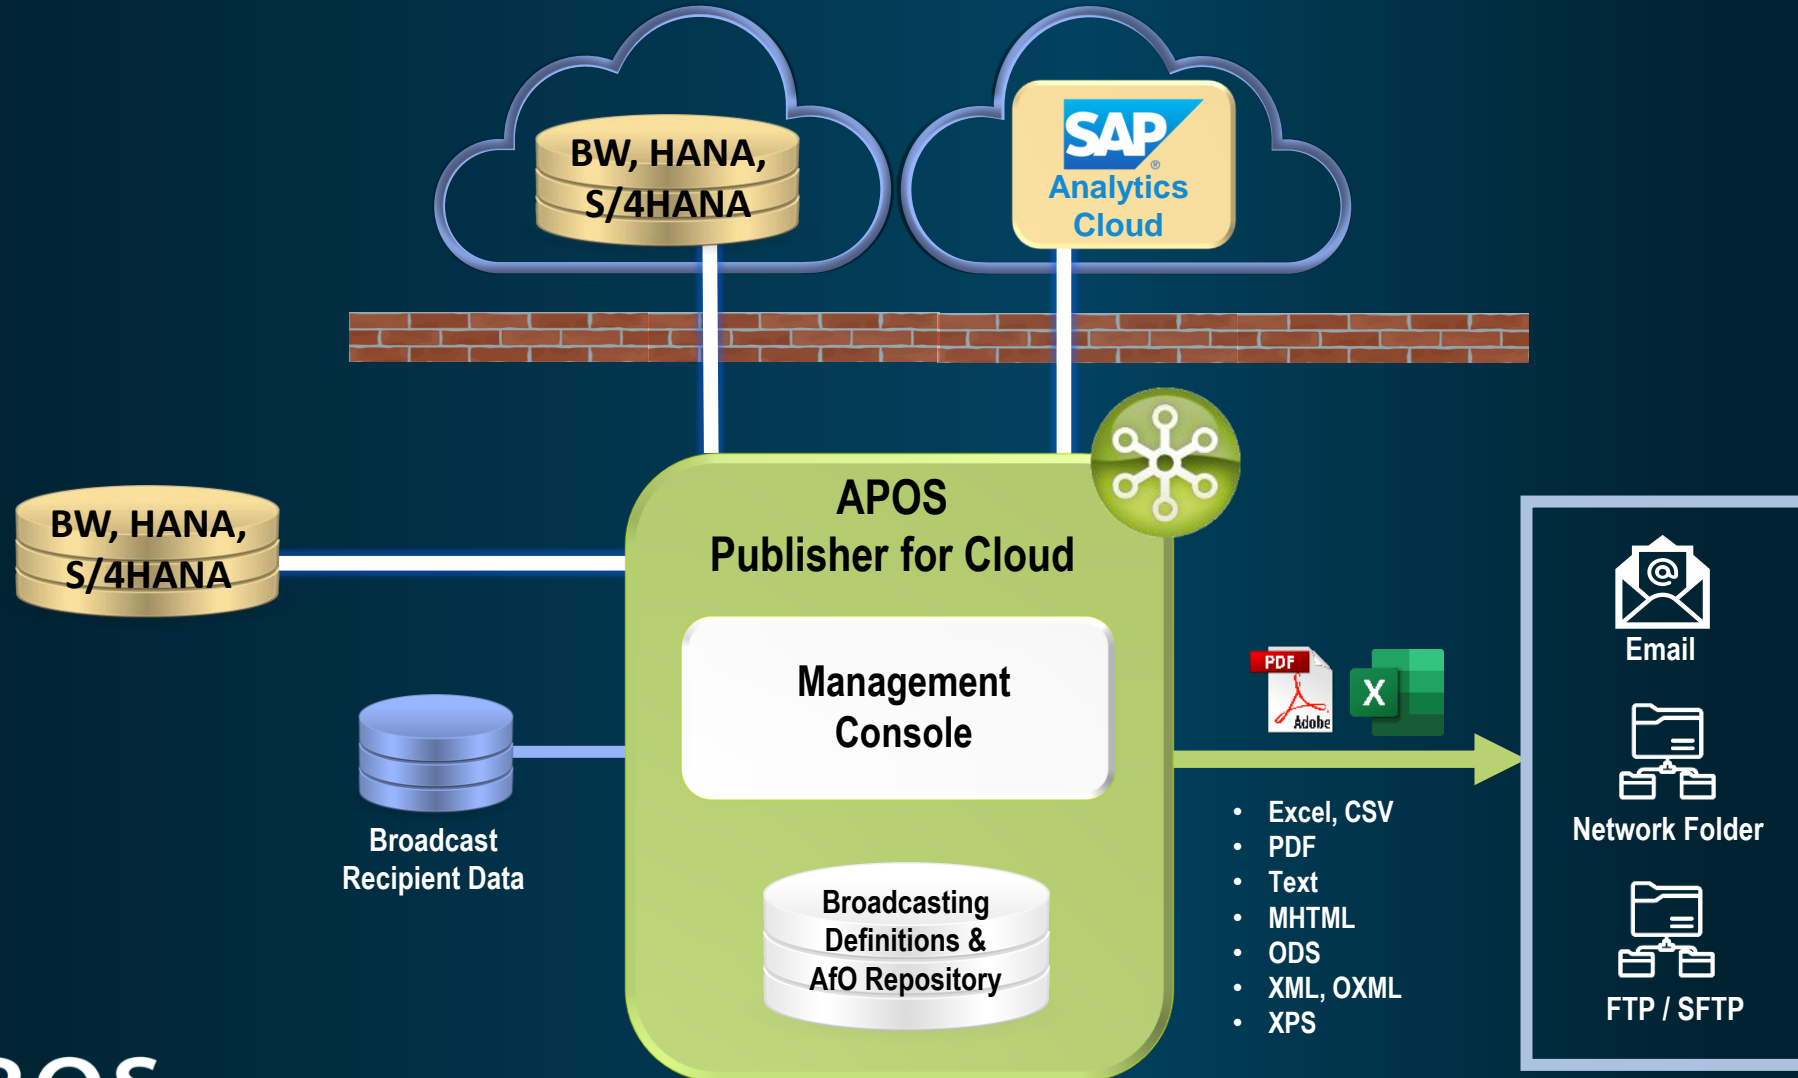 BW, HANA,
S/4HANA
SAP
®
Analytics
Cloud
BW, HANA,
S/4HANA
APOS
Publisher for Cloud
Management
Console
Broadcasting
Definitions &
AfO Repository
Broadcast
Recipient Data
PDF
Adobe
X
• Excel, CSV
• PDF
• Text
• MHTML
• ODS
• XML, OXML
• XPS
@
Email
Network Folder
FTP / SFTP